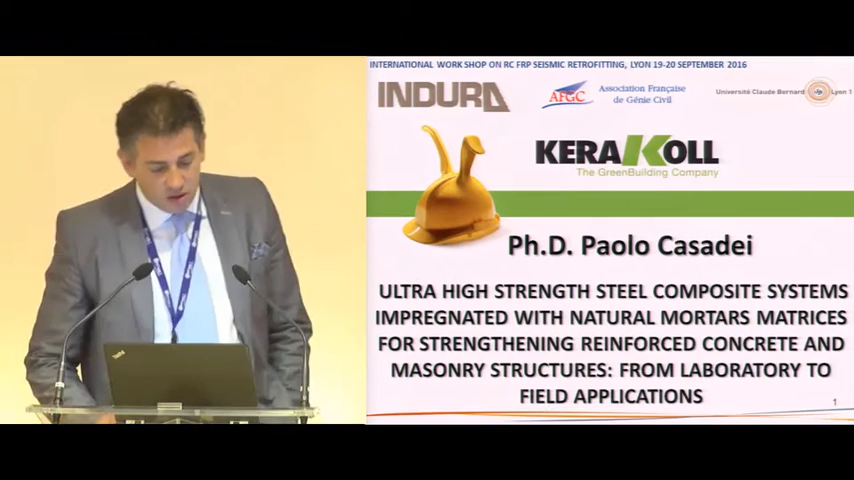 INTERNATIONAL WORK SHOP ON RC FRP SEISMIC RETROFITTING, LYON 19-20 SEPTEMBER 2016
INDURA
AFGC
Association Française
de Génie Civil
Université Claude Bernard Lyon 1
KERAKOLL
The GreenBuilding Company
Ph.D. Paolo Casadei
ULTRA HIGH STRENGTH STEEL COMPOSITE SYSTEMS
IMPREGNATED WITH NATURAL MORTARS MATRICES
FOR STRENGTHENING REINFORCED CONCRETE AND
MASONRY STRUCTURES: FROM LABORATORY TO
FIELD APPLICATIONS
1